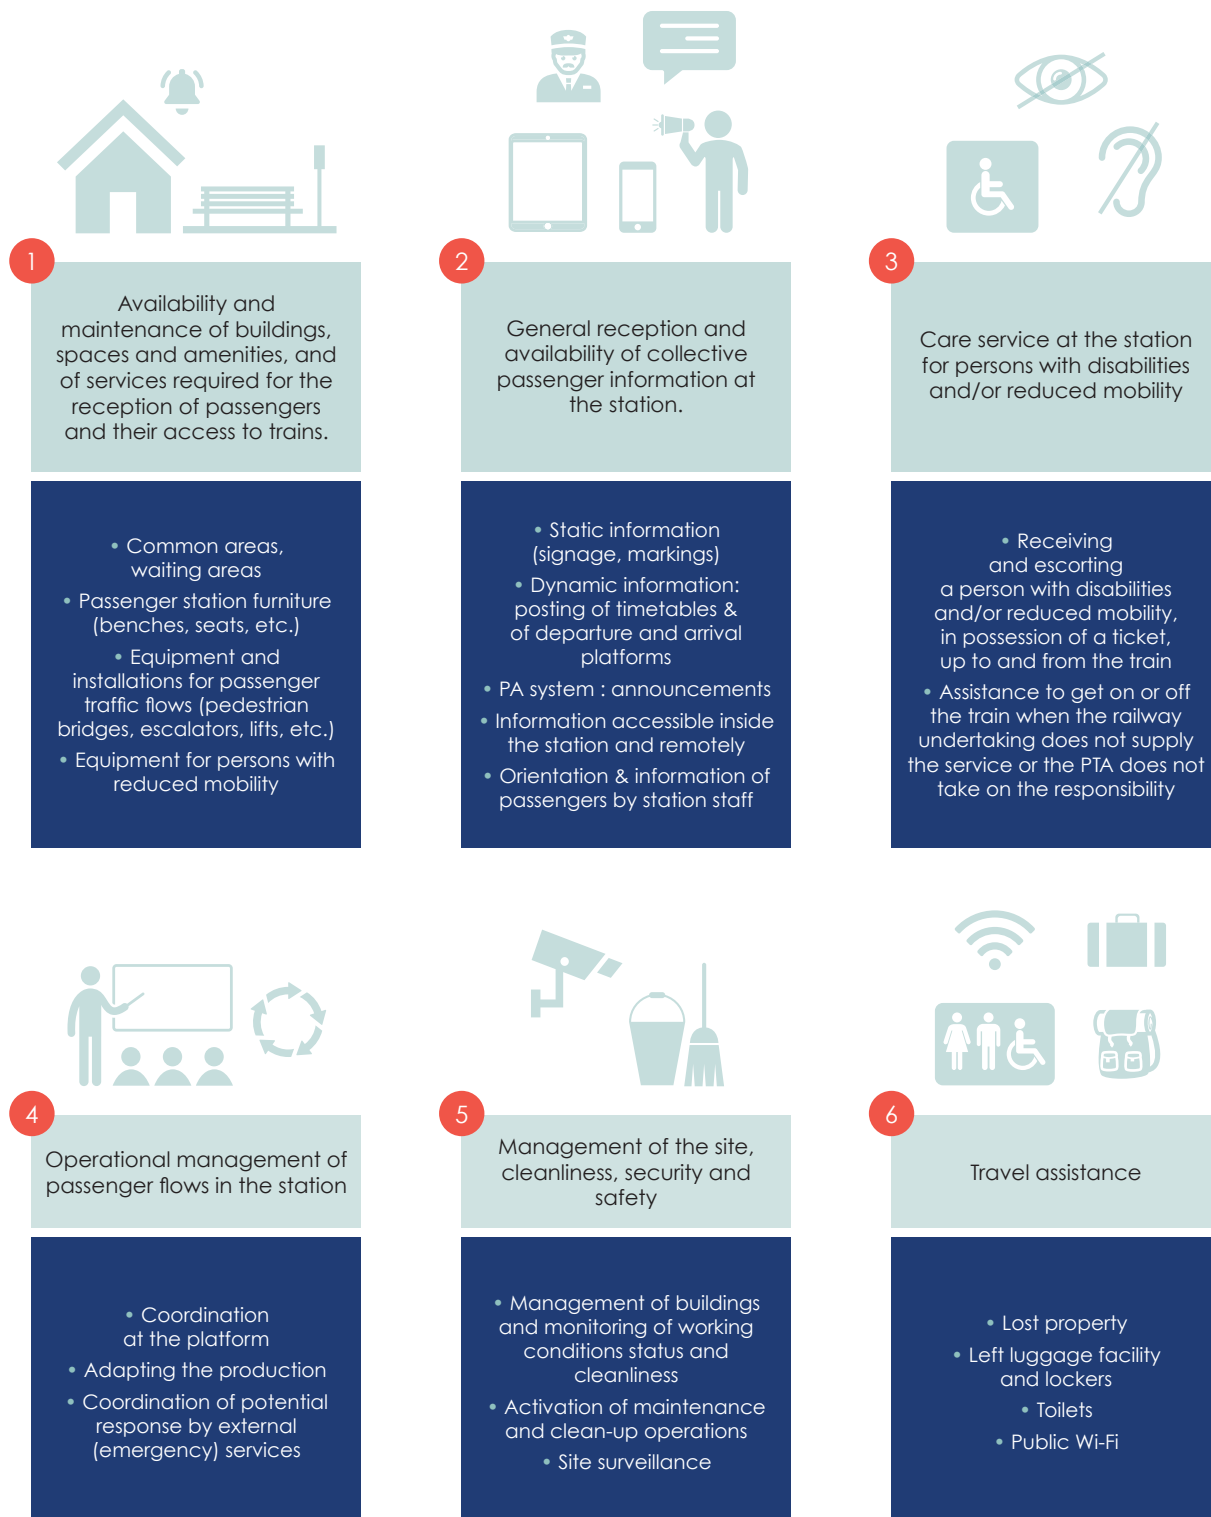 1
Availability and
maintenance of buildings,
spaces and amenities, and
of services required for the
reception of passengers
and their access to trains.
• Common areas,
waiting areas
• Passenger station furniture
(benches, seats, etc.)
• Equipment and
installations for passenger
traffic flows (pedestrian
bridges, escalators, lifts, etc.)
• Equipment for persons with
reduced mobility
2
General reception and
availability of collective
passenger information at
the station.
• Static information
(signage, markings)
• Dynamic information:
posting of timetables &
of departure and arrival
platforms
• PA system : announcements
• Information accessible inside
the station and remotely
• Orientation & information of
passengers by station staff
3
Care service at the station
for persons with disabilities
and/or reduced mobility
• Receiving
and escorting
a person with disabilities
and/or reduced mobility,
in possession of a ticket,
up to and from the train
• Assistance to get on or off
the train when the railway
undertaking does not supply
the service or the PTA does not
take on the responsibility
4
Operational management of
passenger flows in the station
• Coordination
at the platform
• Adapting the production
• Coordination of potential
response by external
(emergency) services
5
Management of the site,
cleanliness, security and
safety
• Management of buildings
and monitoring of working
conditions status and
cleanliness
• Activation of maintenance
and clean-up operations
• Site surveillance
6
Travel assistance
• Lost property
• Left luggage facility
and lockers
• Toilets
• Public Wi-Fi